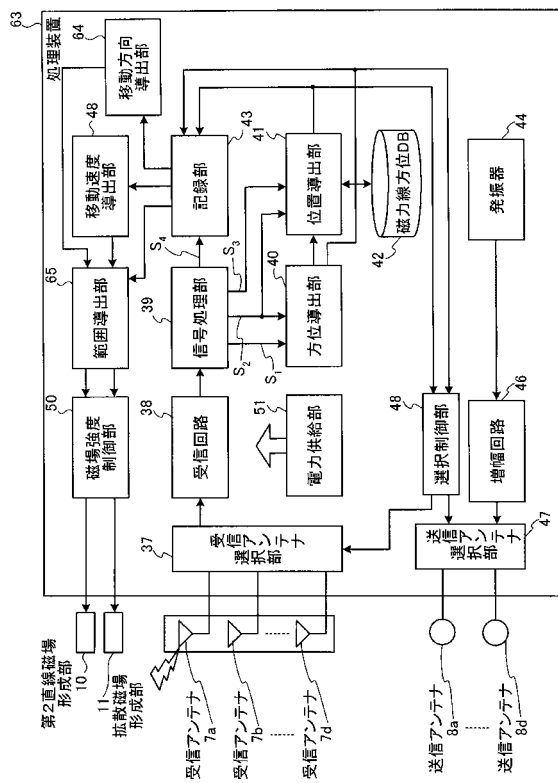 63
処理装置
64
移動方向
導出部
48
移動速度
導出部
65
範囲導出部
50
磁場強度
制御部
第2直線磁場
形成部
10
拡散磁場
形成部
11
43
記録部
S4
39
信号処理部
S3
S2
S1
38
受信回路
37
受信アンテナ
選択部
41
位置導出部
40
方位導出部
42
磁力線方位DB
51
電力供給部
44
発振器
46
増幅回路
48
選択制御部
47
送信アンテナ
選択部
受信アンテナ
7a
受信アンテナ
7b
受信アンテナ
7d
送信アンテナ
8a
送信アンテナ
8d